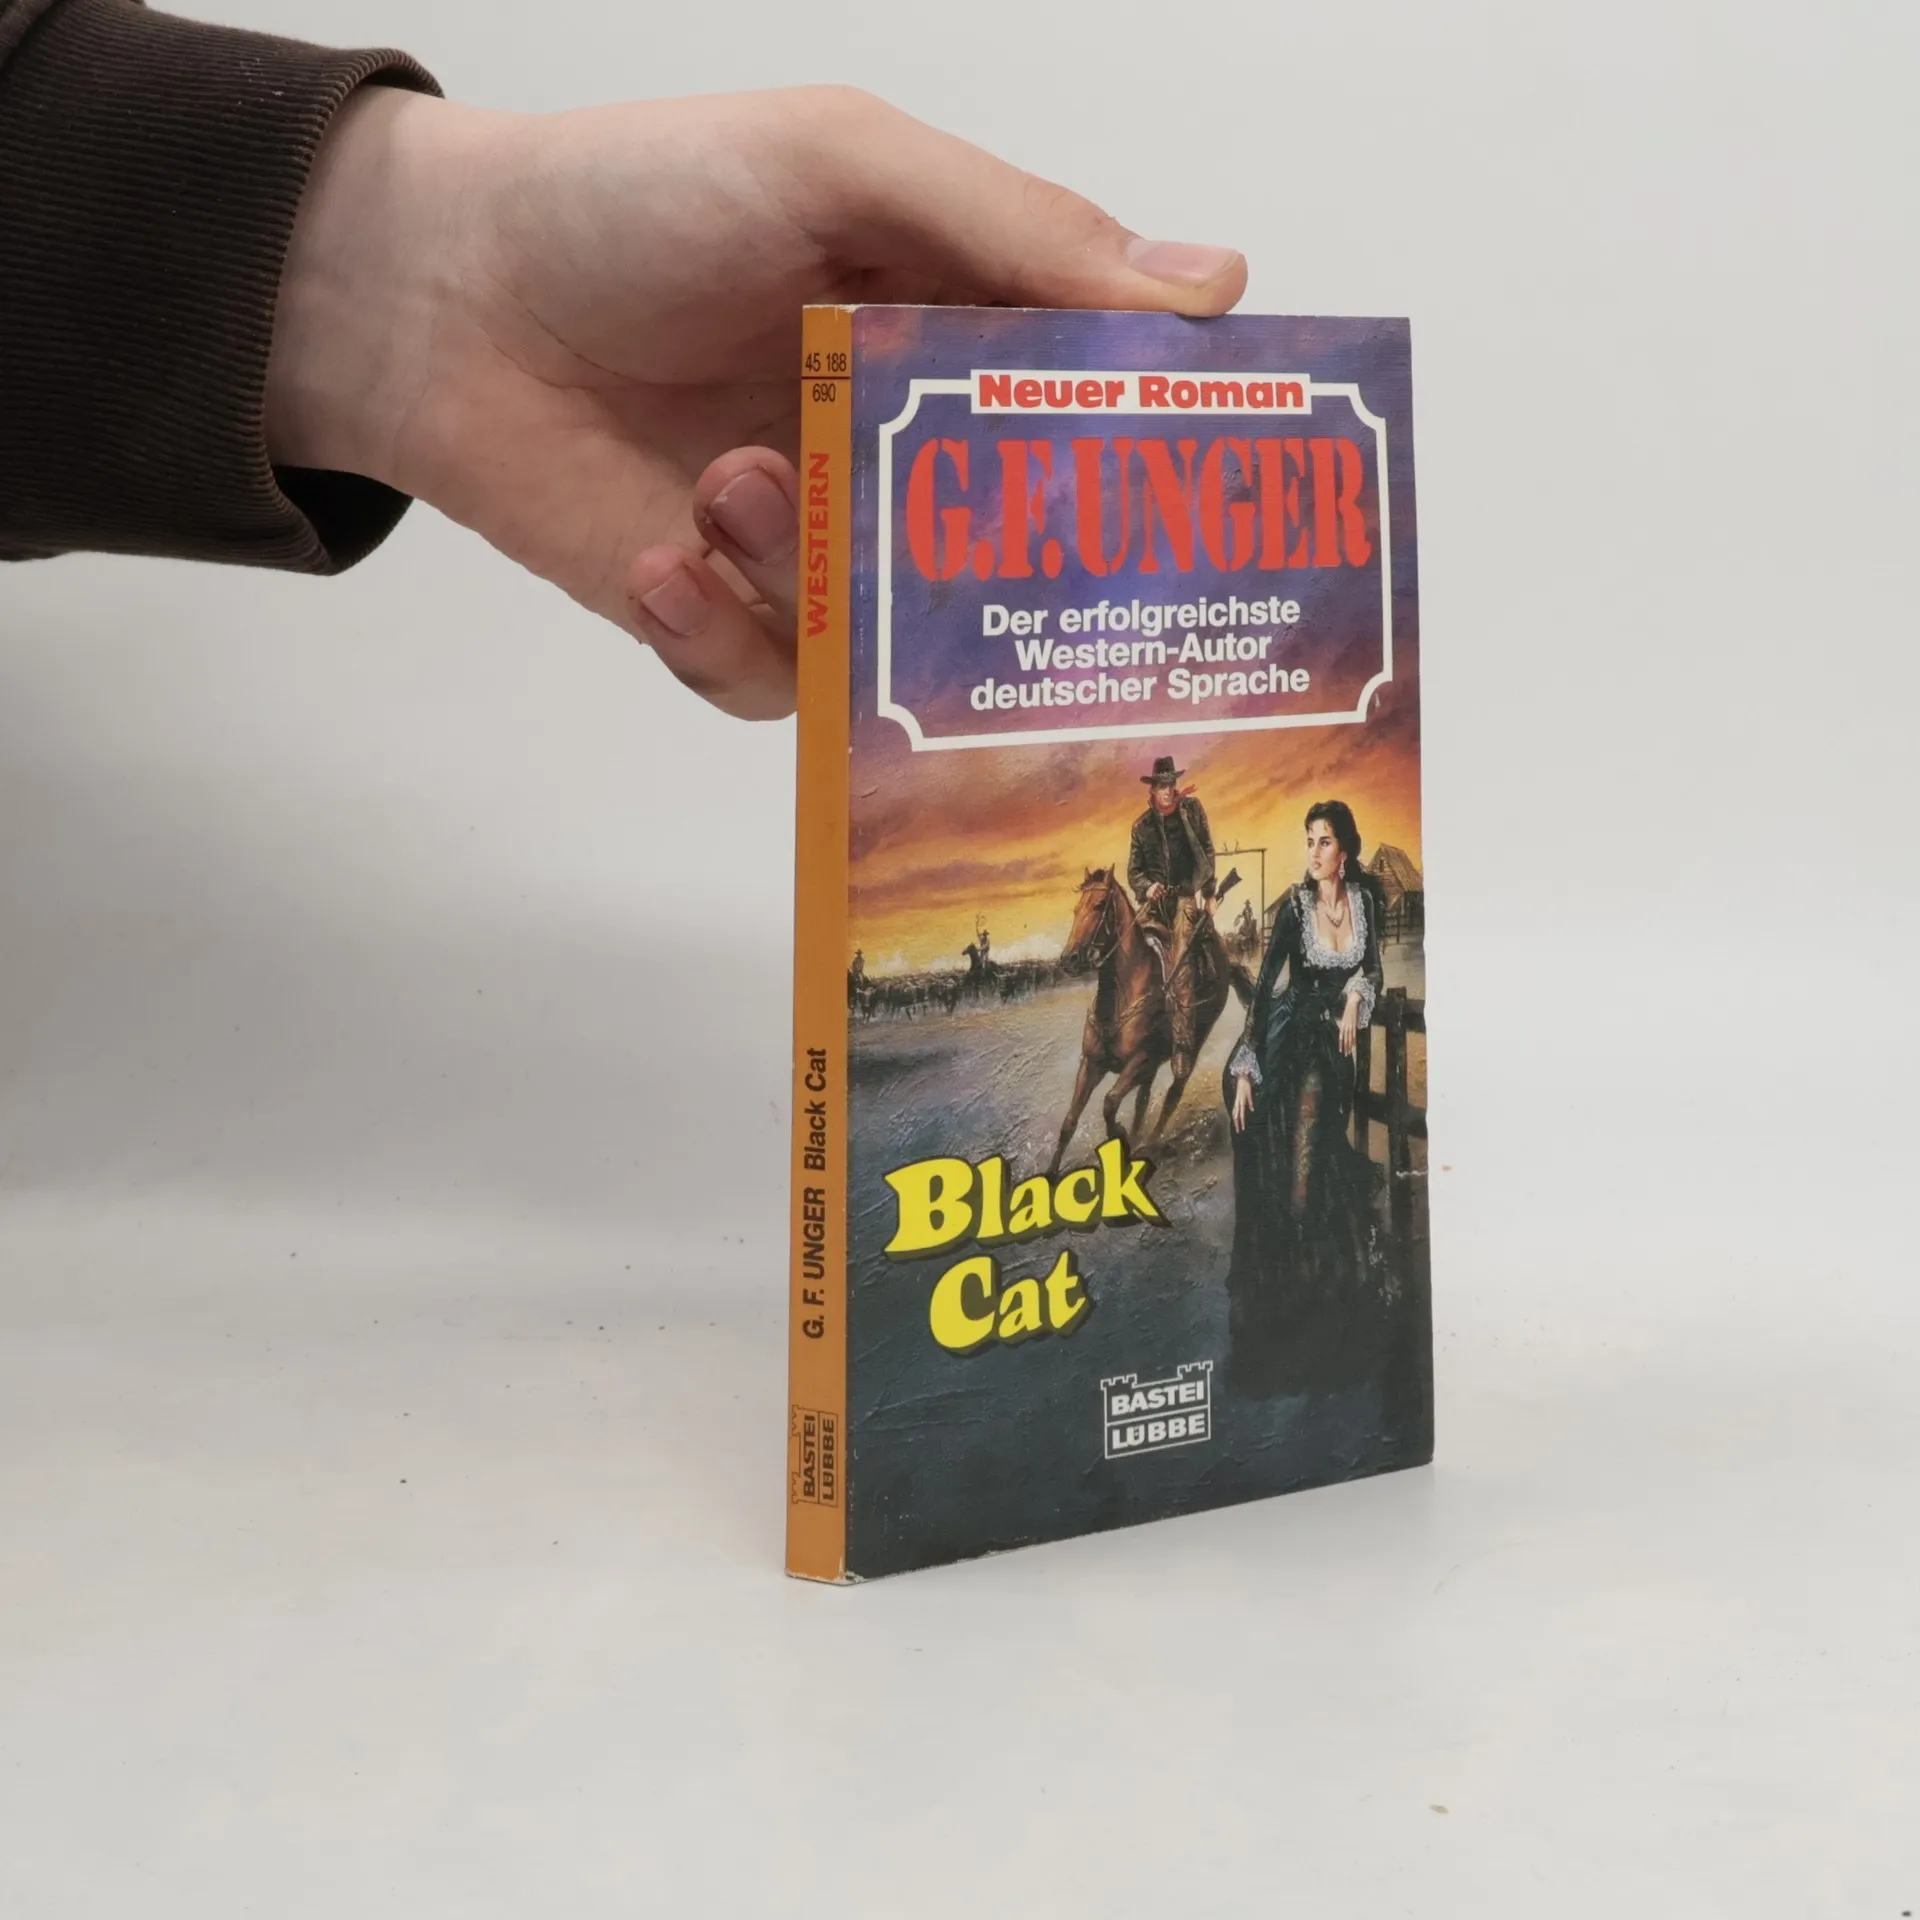 45 188
690
WESTERN
G. F. UNGER Black Cat
BASTEI
LÜBBE
Neuer Roman
G.F. UNGER
Der erfolgreichste
Western-Autor
deutscher Sprache
Black
Cat
BASTEI
LÜBBE